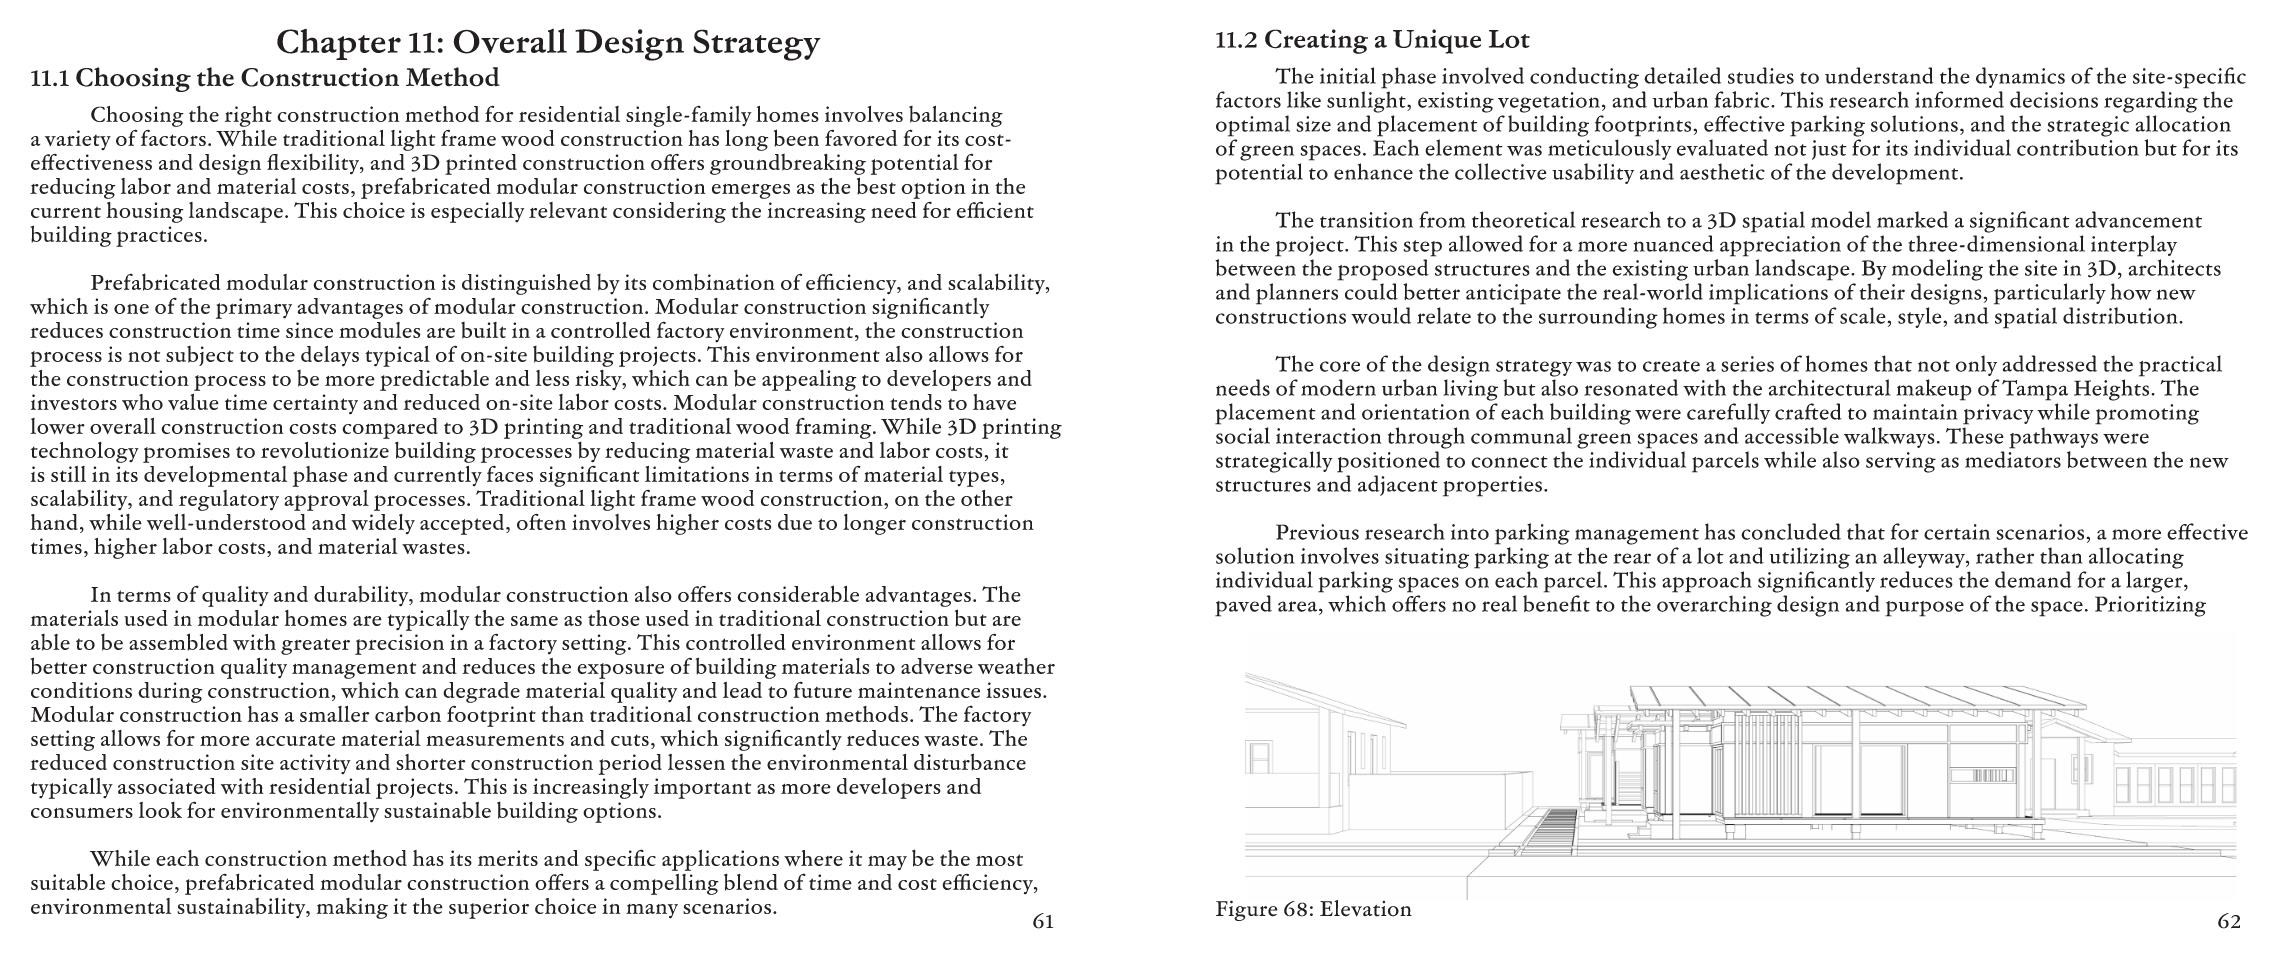 Chapter 11: Overall Design Strategy
11.1 Choosing the Construction Method
Choosing the right construction method for residential single-family homes involves balancing
a variety of factors. While traditional light frame wood construction has long been favored for its cost-
effectiveness and design flexibility, and 3D printed construction offers groundbreaking potential for
reducing labor and material costs, prefabricated modular construction emerges as the best option in the
current housing landscape. This choice is especially relevant considering the increasing need for efficient
building practices.
Prefabricated modular construction is distinguished by its combination of efficiency, and scalability,
which is one of the primary advantages of modular construction. Modular construction significantly
reduces construction time since modules are built in a controlled factory environment, the construction
process is not subject to the delays typical of on-site building projects. This environment also allows for
the construction process to be more predictable and less risky, which can be appealing to developers and
investors who value time certainty and reduced on-site labor costs. Modular construction tends to have
lower overall construction costs compared to 3D printing and traditional wood framing. While 3D printing
technology promises to revolutionize building processes by reducing material waste and labor costs, it
is still in its developmental phase and currently faces significant limitations in terms of material types,
scalability, and regulatory approval processes. Traditional light frame wood construction, on the other
hand, while well-understood and widely accepted, often involves higher costs due to longer construction
times, higher labor costs, and material wastes.
In terms of quality and durability, modular construction also offers considerable advantages. The
materials used in modular homes are typically the same as those used in traditional construction but are
able to be assembled with greater precision in a factory setting. This controlled environment allows for
better construction quality management and reduces the exposure of building materials to adverse weather
conditions during construction, which can degrade material quality and lead to future maintenance issues.
Modular construction has a smaller carbon footprint than traditional construction methods. The factory
setting allows for more accurate material measurements and cuts, which significantly reduces waste. The
reduced construction site activity and shorter construction period lessen the environmental disturbance
typically associated with residential projects. This is increasingly important as more developers and
consumers look for environmentally sustainable building options.
While each construction method has its merits and specific applications where it may be the most
suitable choice, prefabricated modular construction offers a compelling blend of time and cost efficiency,
environmental sustainability, making it the superior choice in many scenarios.
61
11.2 Creating a Unique Lot
The initial phase involved conducting detailed studies to understand the dynamics of the site-specific
factors like sunlight, existing vegetation, and urban fabric. This research informed decisions regarding the
optimal size and placement of building footprints, effective parking solutions, and the strategic allocation
of green spaces. Each element was meticulously evaluated not just for its individual contribution but for its
potential to enhance the collective usability and aesthetic of the development.
The transition from theoretical research to a 3D spatial model marked a significant advancement
in the project. This step allowed for a more nuanced appreciation of the three-dimensional interplay
between the proposed structures and the existing urban landscape. By modeling the site in 3D, architects
and planners could better anticipate the real-world implications of their designs, particularly how new
constructions would relate to the surrounding homes in terms of scale, style, and spatial distribution.
The core of the design strategy was to create a series of homes that not only addressed the practical
needs of modern urban living but also resonated with the architectural makeup of Tampa Heights. The
placement and orientation of each building were carefully crafted to maintain privacy while promoting
social interaction through communal green spaces and accessible walkways. These pathways were
strategically positioned to connect the individual parcels while also serving as mediators between the new
structures and adjacent properties.
Previous research into parking management has concluded that for certain scenarios, a more effective
solution involves situating parking at the rear of a lot and utilizing an alleyway, rather than allocating
individual parking spaces on each parcel. This approach significantly reduces the demand for a larger,
paved area, which offers no real benefit to the overarching design and purpose of the space. Prioritizing
Figure 68: Elevation
62